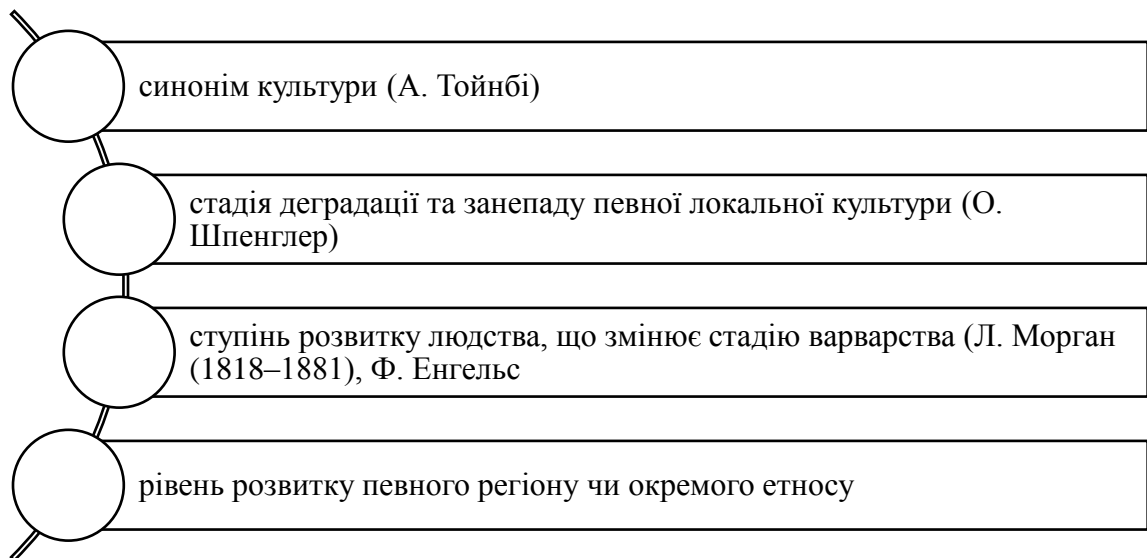 синонім культури (А. Тойнбі)
стадія деградації та занепаду певної локальної культури (О.
Шпенглер)
ступінь розвитку людства, що змінює стадію варварства (Л. Морган
(1818–1881), Ф. Енгельс
рівень розвитку певного регіону чи окремого етносу